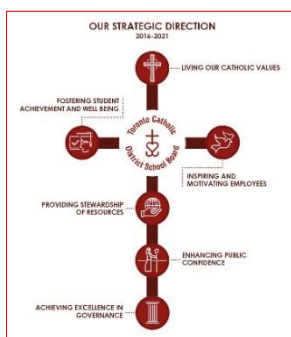 OUR STRATEGIC DIRECTION
2016-2021
LIVING OUR CATHOLIC VALUES
FOSTERING STUDENT
ACHIEVEMENT AND WELL BEING
Toronto Catholic
District School Board
INSPIRING AND
MOTIVATING EMPLOYEES
PROVIDING STEWARDSHIP
OF RESOURCES
ENHANCING PUBLIC
CONFIDENCE
ACHIEVING EXCELLENCE IN
GOVERNANCE